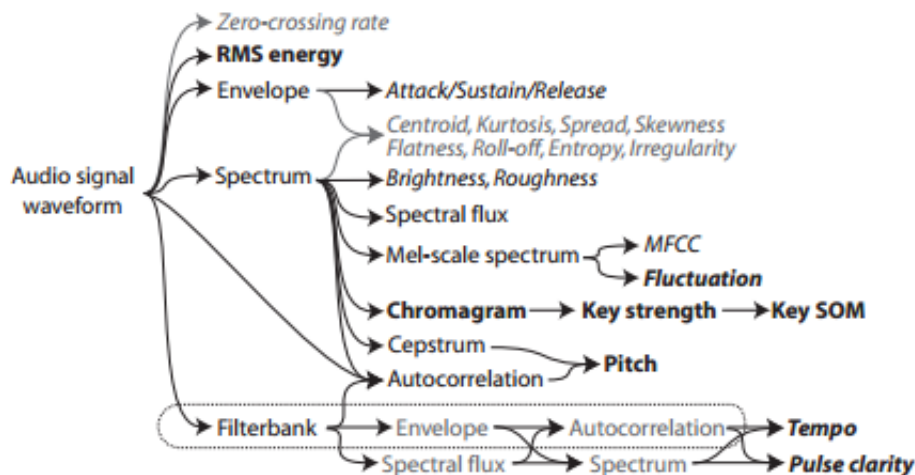 Zero-crossing rate
RMS energy
Envelope Attack/Sustain/Release
Centroid, Kurtosis, Spread, Skewness
Flatness, Roll-off, Entropy, Irregularity
Audio signal
waveform
Spectrum Brightness, Roughness
Spectral flux
Mel-scale spectrum MFCC
Fluctuation
Chromagram Key strength Key SOM
Cepstrum
Pitch
Autocorrelation
Filterbank Envelope Autocorrelation Tempo
Spectral flux Spectrum Pulse clarity